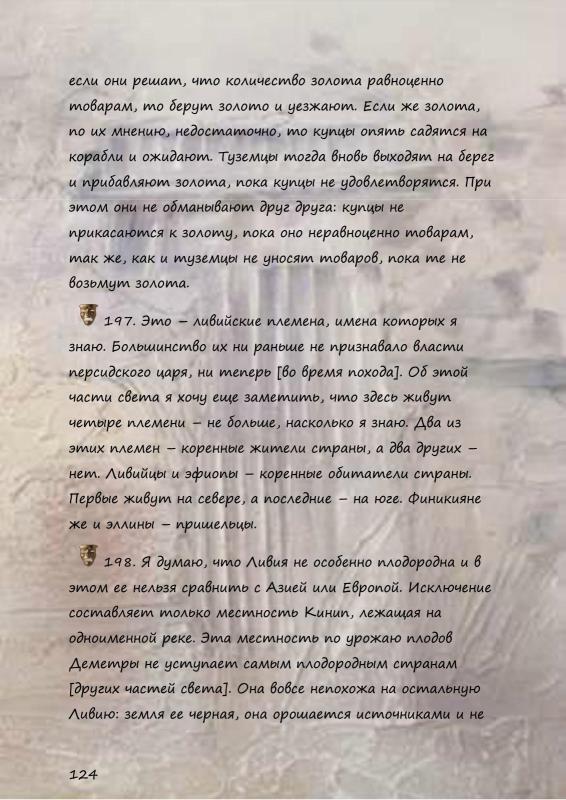 если они решат, что количество золота равноценно
товарам, то берут золото и уезжают. Если же золота,
по их мнению, недостаточно, то купцы опять садятся на
корабли и ожидают. Туземцы тогда вновь выходят на берег
и прибавляют золота, пока купцы не удовлетворятся. При
этом они не обманывают друг друга: купцы не
прикасаются к золоту, пока оно неравноценно товарам,
так же, как и туземцы не уносят товаров, пока те не
возьмут золота.
197. Это – ливийские племена, имена которых я
знаю. Большинство их ни раньше не признавало власти
персидского царя, ни теперь [во время похода]. Об этой
части света я хочу еще заметить, что здесь живут
четыре племени – не больше, насколько я знаю. Два из
этих племен – коренные жители страны, а два других –
нет. Ливийцы и эфиопы – коренные обитатели страны.
Первые живут на севере, а последние – на юге. Финикияне
же и эллины – пришельцы.
198. Я думаю, что Ливия не особенно плодородна и в
этом ее нельзя сравнить с Азией или Европой. Исключение
составляет только местность Кинип, лежащая на
одноименной реке. Эта местность по урожаю плодов
Деметры не уступает самым плодородным странам
[других частей света]. Она вовсе непохожа на остальную
Ливию: земля ее черная, она орошается источниками и не
124